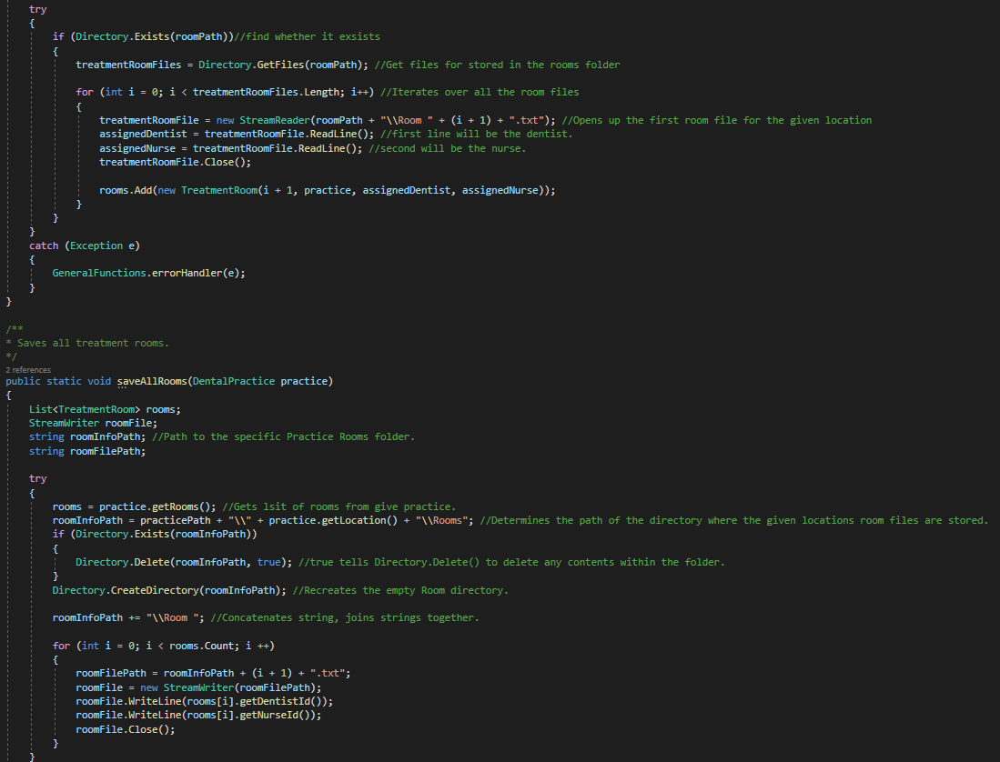 try
{
if (Directory.Exists(roomPath))//find whether it exsists
{
treatmentRoomFiles = Directory.GetFiles(roomPath); //Get files for stored in the rooms folder
for (int i = 0; i < treatmentRoomFiles.Length; i++) //Iterates over all the room files
{
treatmentRoomFile = new StreamReader(roomPath + "\\Room " + (i + 1) + ".txt"); //Opens up the first room file for the given location
assignedDentist = treatmentRoomFile.ReadLine(); //first line will be the dentist.
assignedNurse = treatmentRoomFile.ReadLine(); //second will be the nurse.
treatmentRoomFile.Close();
rooms.Add(new TreatmentRoom(i + 1, practice, assignedDentist, assignedNurse));
}
}
}
catch (Exception e)
{
GeneralFunctions.errorHandler(e);
}
}
/**
* Saves all treatment rooms.
*/
2 references
public static void saveAllRooms(DentalPractice practice)
{
List<TreatmentRoom> rooms;
StreamWriter roomFile;
string roomInfoPath; //Path to the specific Practice Rooms folder.
string roomFilePath;
try
{
rooms = practice.getRooms(); //Gets lsit of rooms from give practice.
roomInfoPath = practicePath + "\\" + practice.getLocation() + "\\Rooms"; //Determines the path of the directory where the given locations room files are stored.
if (Directory.Exists(roomInfoPath))
{
Directory.Delete(roomInfoPath, true); //true tells Directory.Delete() to delete any contents within the folder.
}
Directory.CreateDirectory(roomInfoPath); //Recreates the empty Room directory.
roomInfoPath += "\\Room "; //Concatenates string, joins strings together.
for (int i = 0; i < rooms.Count; i ++)
{
roomFilePath = roomInfoPath + (i + 1) + ".txt";
roomFile = new StreamWriter(roomFilePath);
roomFile.WriteLine(rooms[i].getDentistId());
roomFile.WriteLine(rooms[i].getNurseId());
roomFile.Close();
}
}